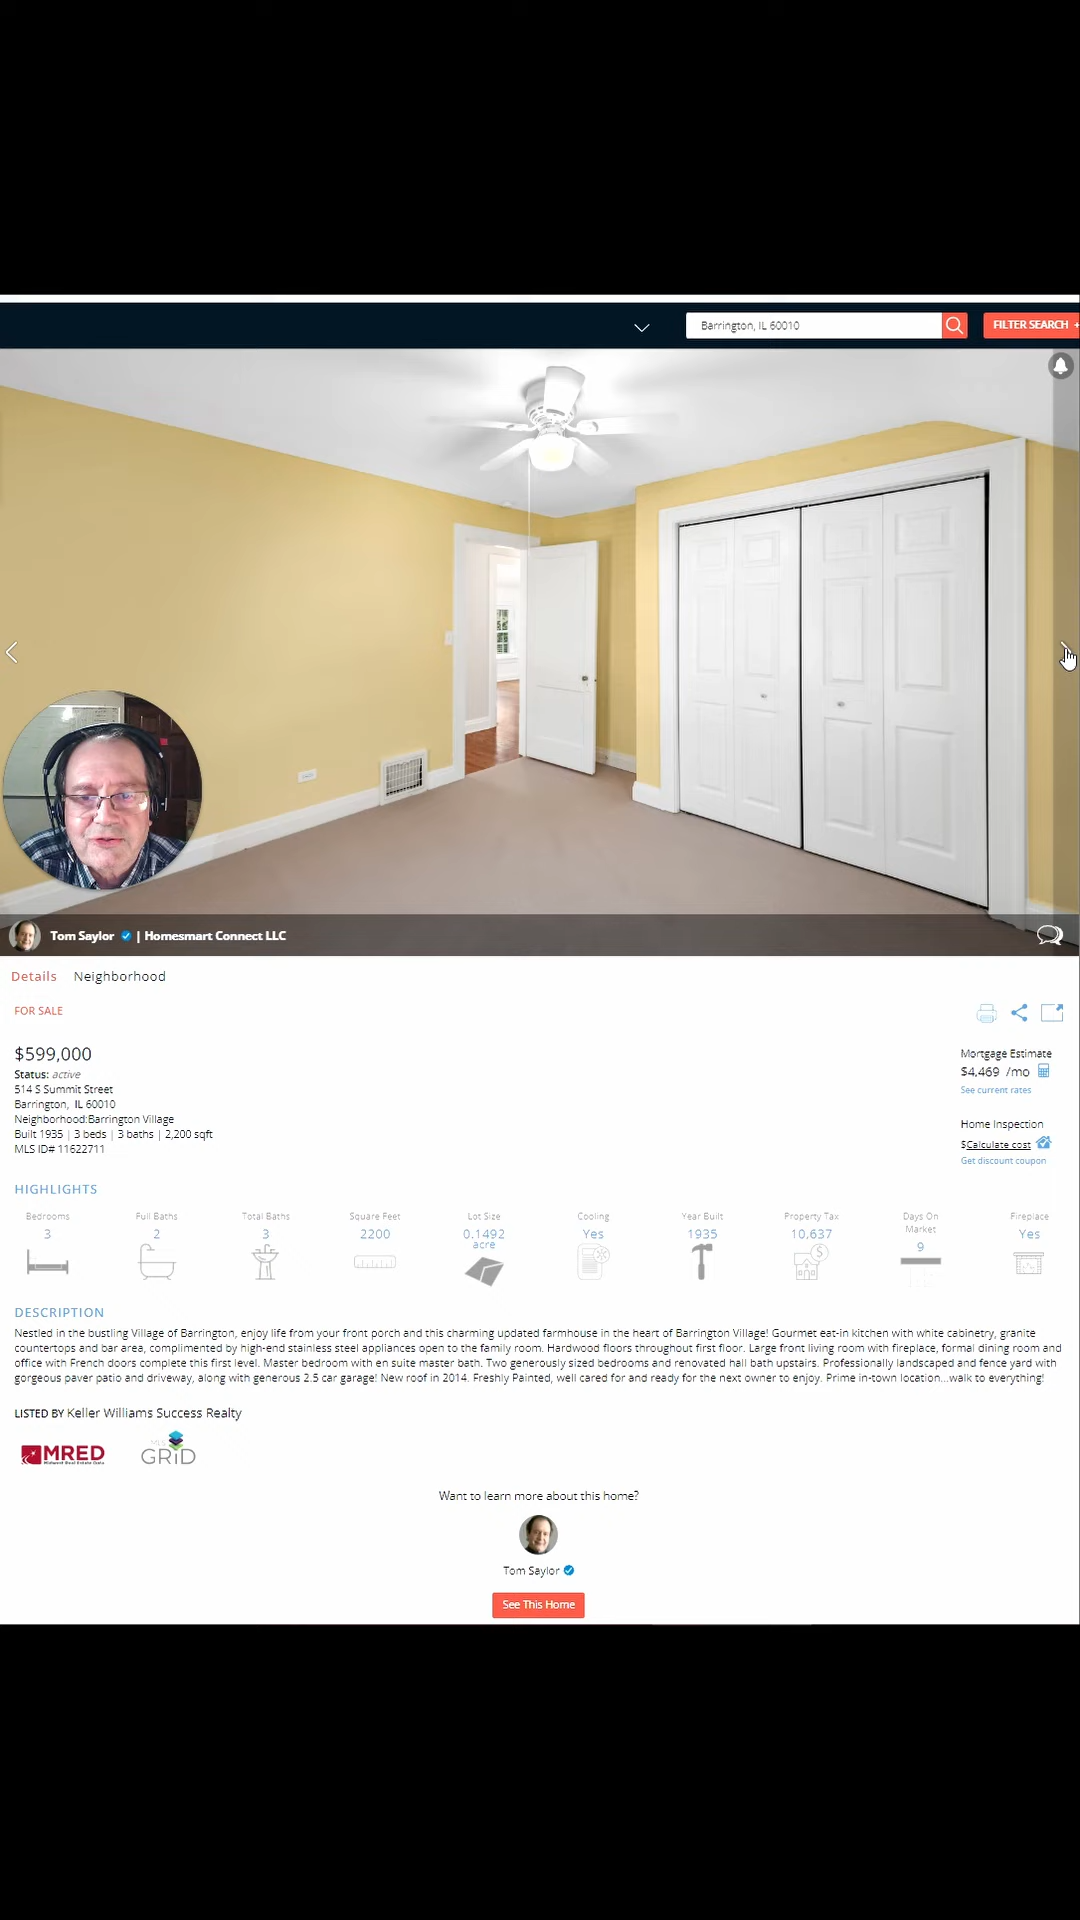 Barrington, IL 60010
FILTER SEARCH +
Tom Saylor | Homesmart Connect LLC
Details Neighborhood
FOR SALE
$599,000
Status: active
514 S Summit Street
Barrington, IL 60010
Neighborhood:Barrington Village
Built 1935 | 3 beds | 3 baths | 2,200 sqft
MLS ID# 11622711
Mortgage Estimate
$4,469 /mo
See current rates
Home Inspection
$Calculate cost
Get discount coupon
HIGHLIGHTS
Bedrooms
3
Full Baths
2
Total Baths
3
Square Feet
2200
Lot Size
0.1492
acre
Cooling
Yes
Year Built
1935
Property Tax
10,637
Days On
Market
9
Fireplace
Yes
DESCRIPTION
Nestled in the bustling Village of Barrington, enjoy life from your front porch and this charming updated farmhouse in the heart of Barrington Village! Gourmet eat-in kitchen with white cabinetry, granite
countertops and bar area, complimented by high-end stainless steel appliances open to the family room. Hardwood floors throughout first floor. Large front living room with fireplace, formal dining room and
office with French doors complete this first level. Master bedroom with en suite master bath. Two generously sized bedrooms and renovated hall bath upstairs. Professionally landscaped and fence yard with
gorgeous paver patio and driveway, along with generous 2.5 car garage! New roof in 2014. Freshly Painted, well cared for and ready for the next owner to enjoy. Prime in-town location...walk to everything!
LISTED BY Keller Williams Success Realty
MRED
Midwest Real Estate Data
MLS
GRID
Want to learn more about this home?
Tom Saylor
See This Home